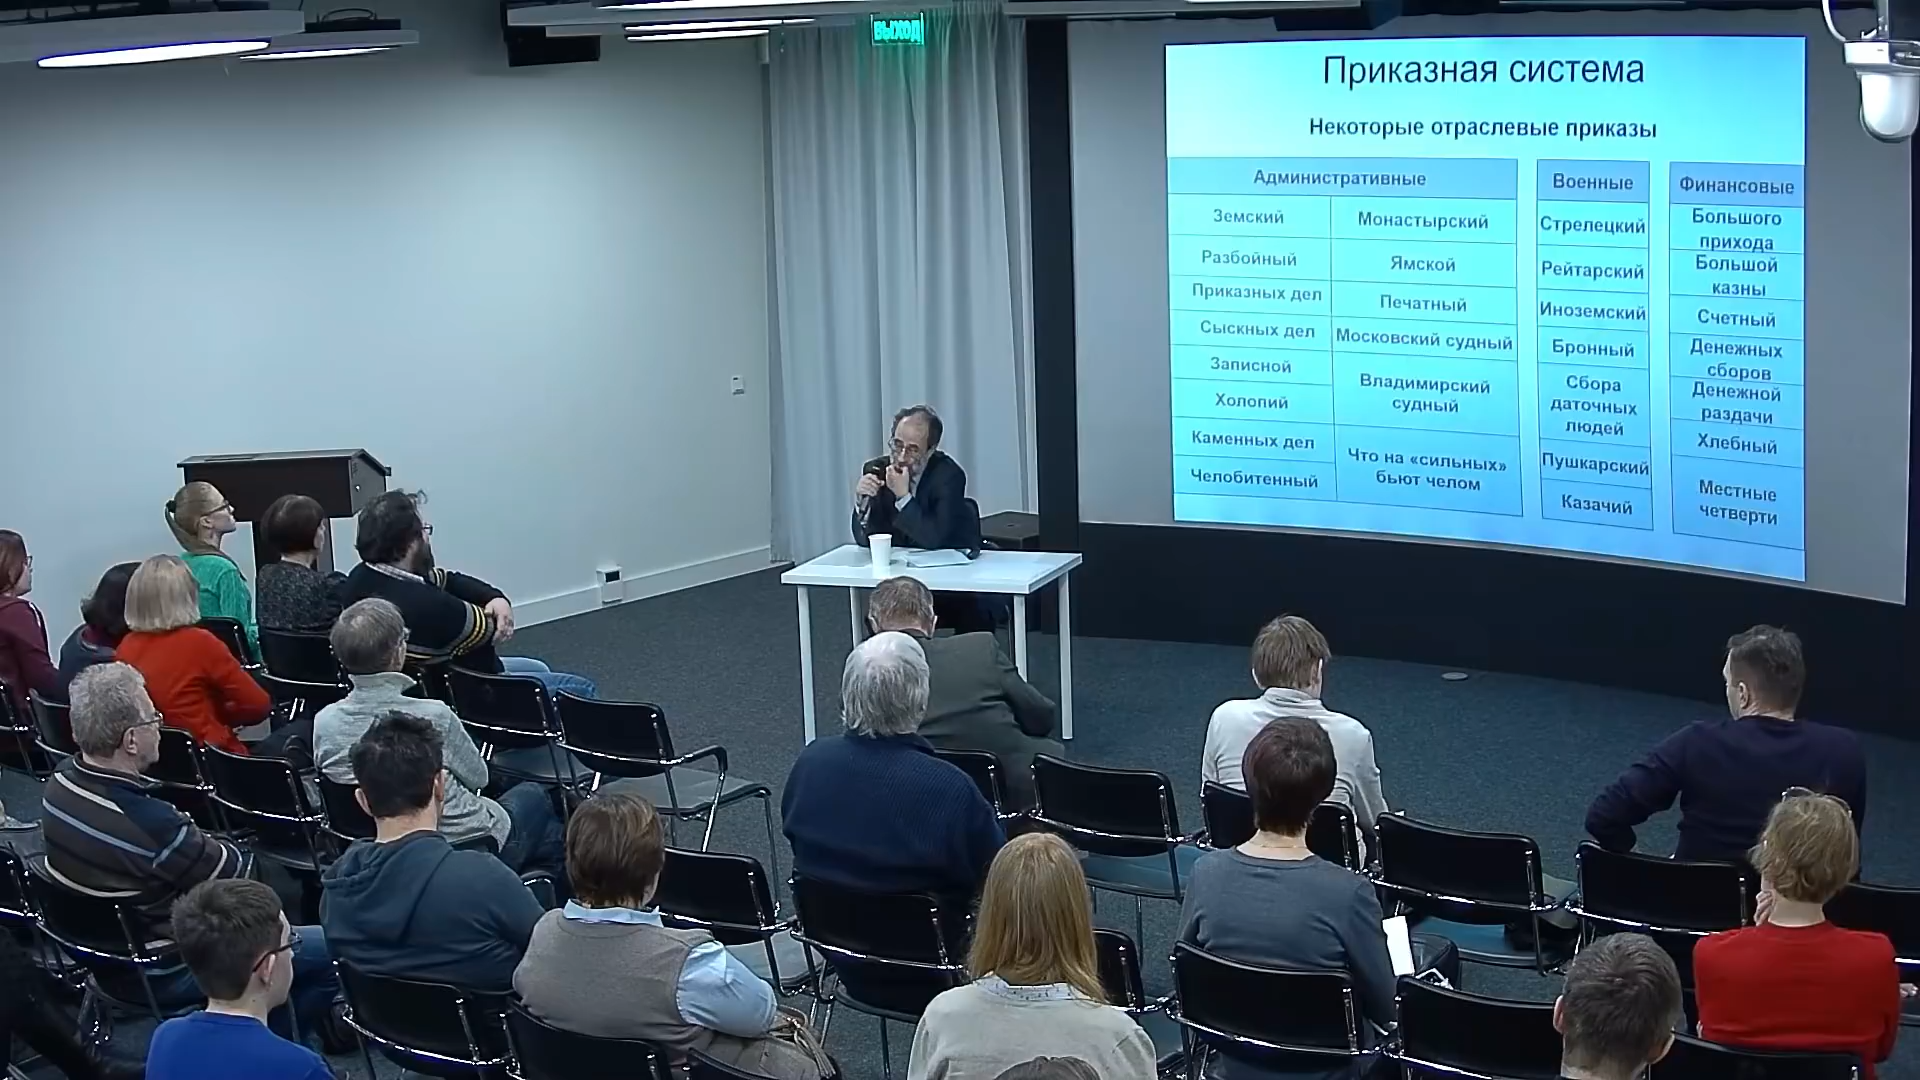 ВЫХОД
Приказная система
Некоторые отраслевые приказы
Административные
Земский
Монастырский
Разбойный
Ямской
Приказных дел
Печатный
Сыскных дел
Московский судный
Записной
Владимирский
судный
Холопий
Каменных дел
Что на «сильных»
бьют челом
Челобитенный
Военные
Стрелецкий
Рейтарский
Иноземский
Бронный
Сбора
даточных
людей
Пушкарский
Казачий
Финансовые
Большого
прихода
Большой
казны
Счетный
Денежных
сборов
Денежной
раздачи
Хлебный
Местные
четверти